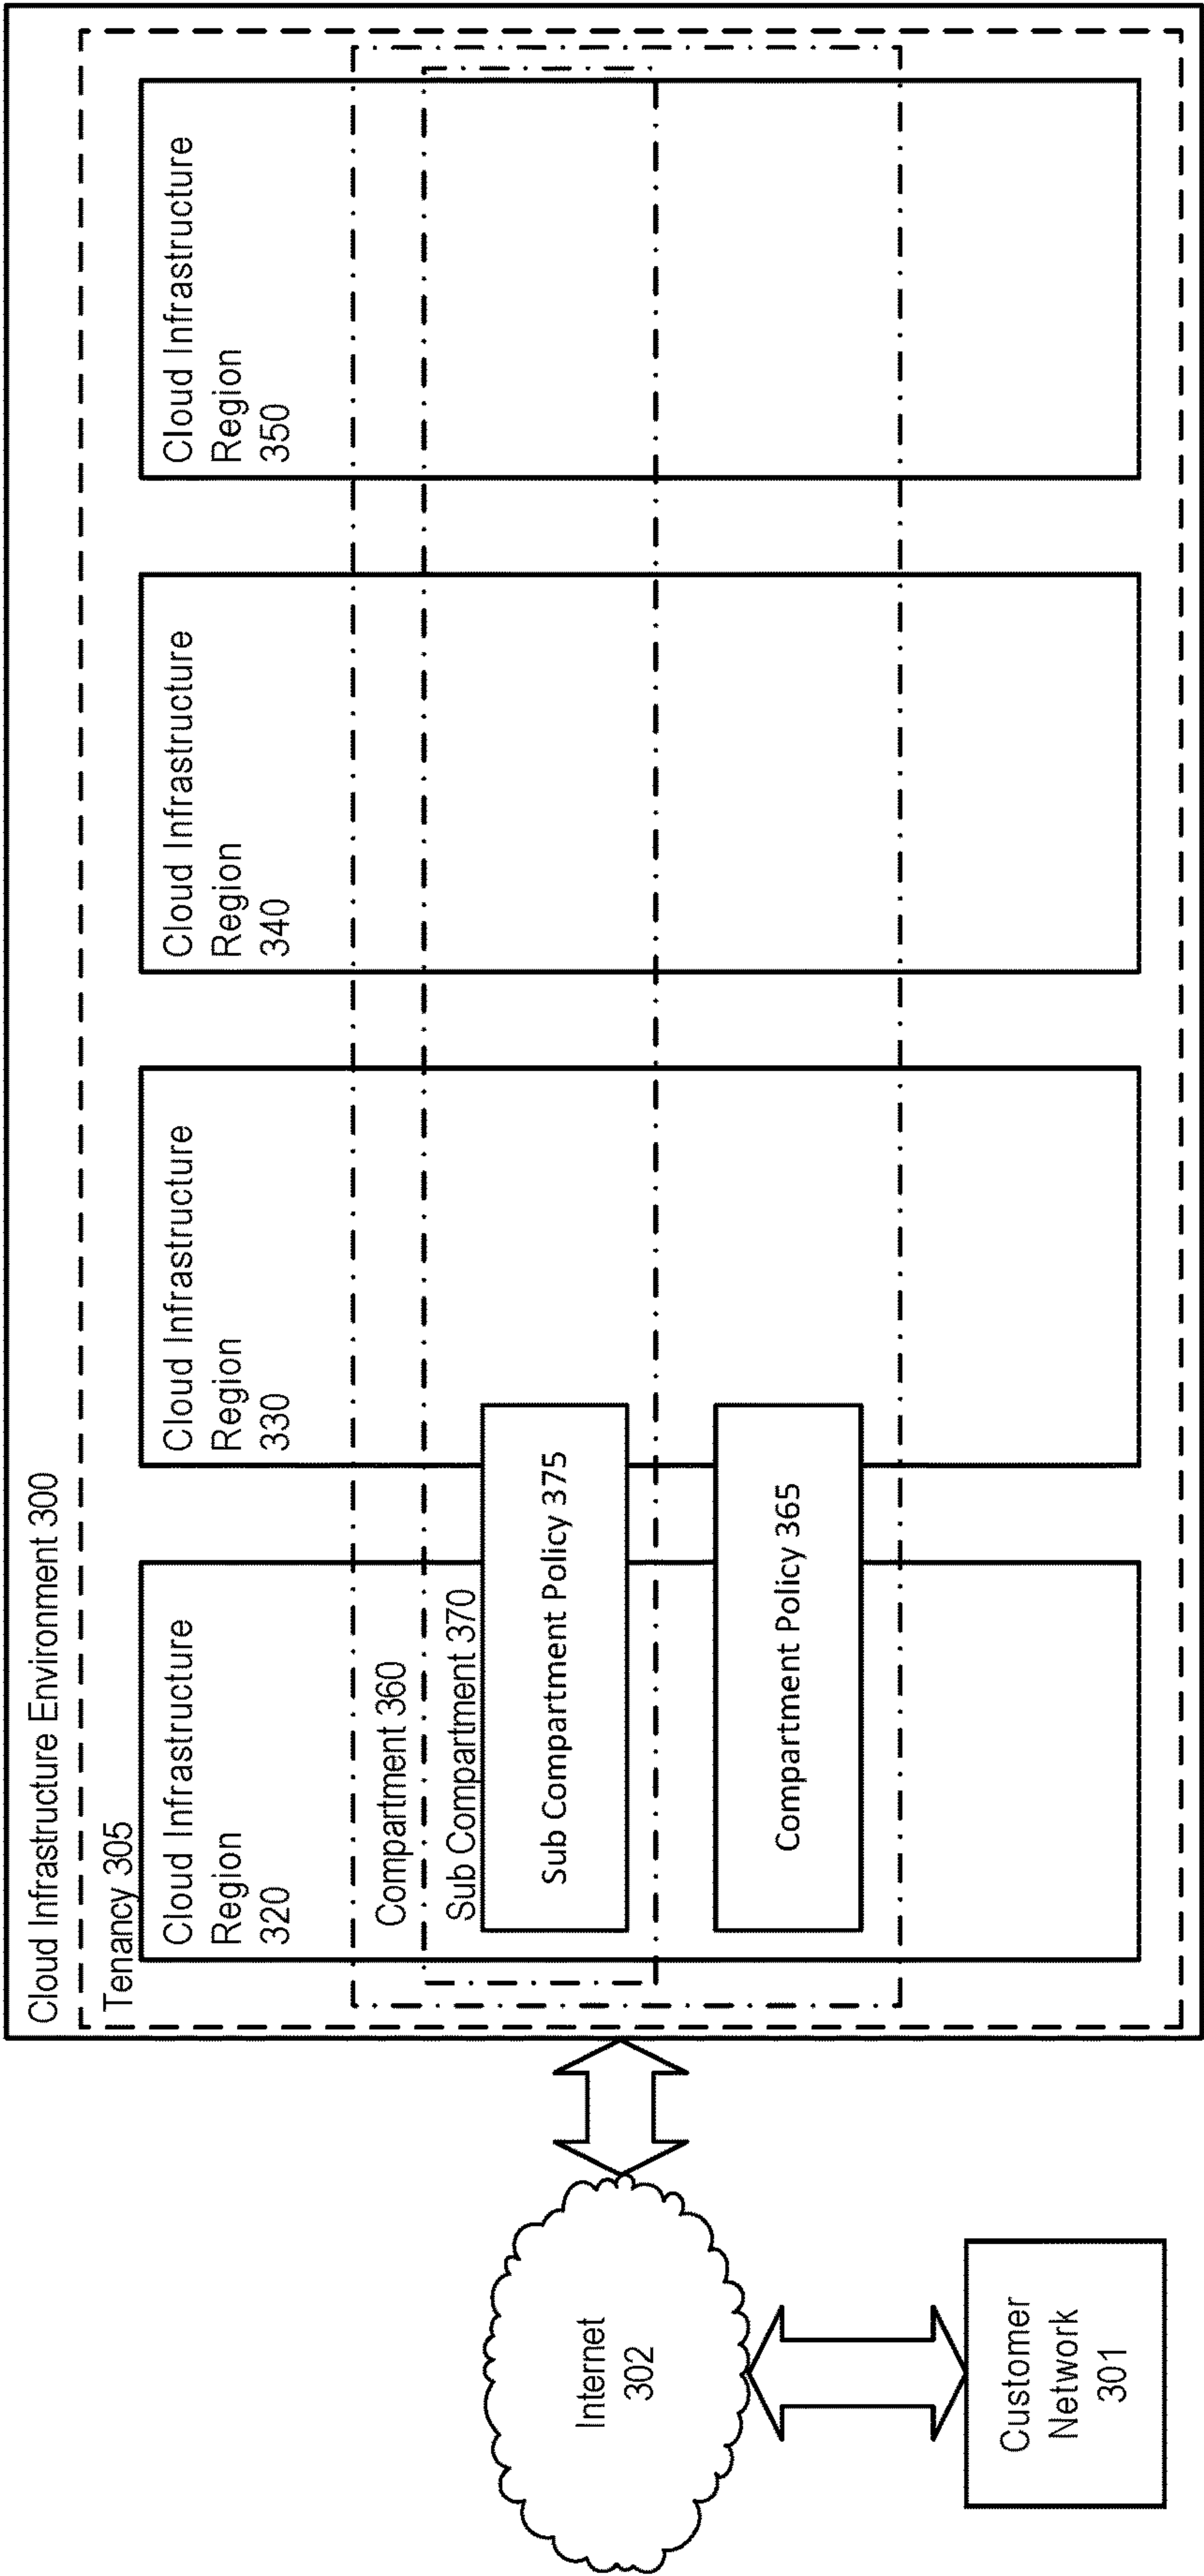 Cloud Infrastructure Environment 300
Tenancy 305
Cloud Infrastructure
Region
320
Cloud Infrastructure
Region
330
Cloud Infrastructure
Region
340
Cloud Infrastructure
Region
350
Compartment 360
Sub Compartment 370
Sub Compartment Policy 375
Compartment Policy 365
Internet
302
Customer
Network
301